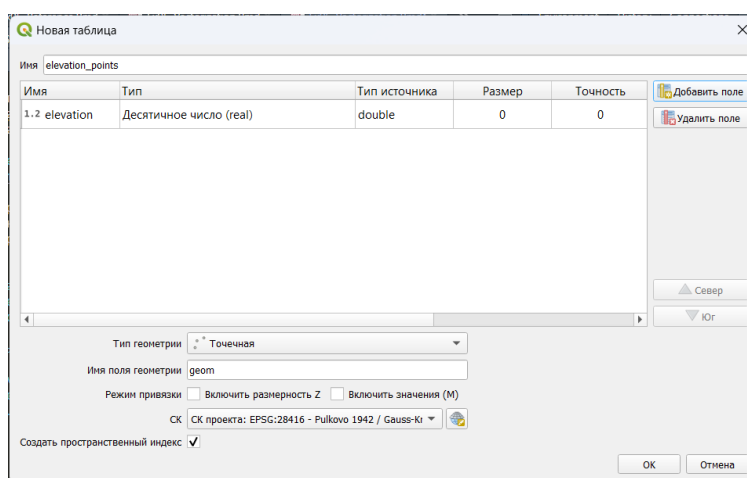 Новая таблица
Имя elevation_points
Имя Тип Тип источника Размер Точность
1.2 elevation Десятичное число (real) double 0 0
Добавить поле
Удалить поле
Север
Юг
Тип геометрии Точечная
Имя поля геометрии geom
Режим привязки Включить размерность Z Включить значения (M)
СК СК проекта: EPSG:28416 - Pulkovo 1942 / Gauss-Kr
Создать пространственный индекс
OK Отмена